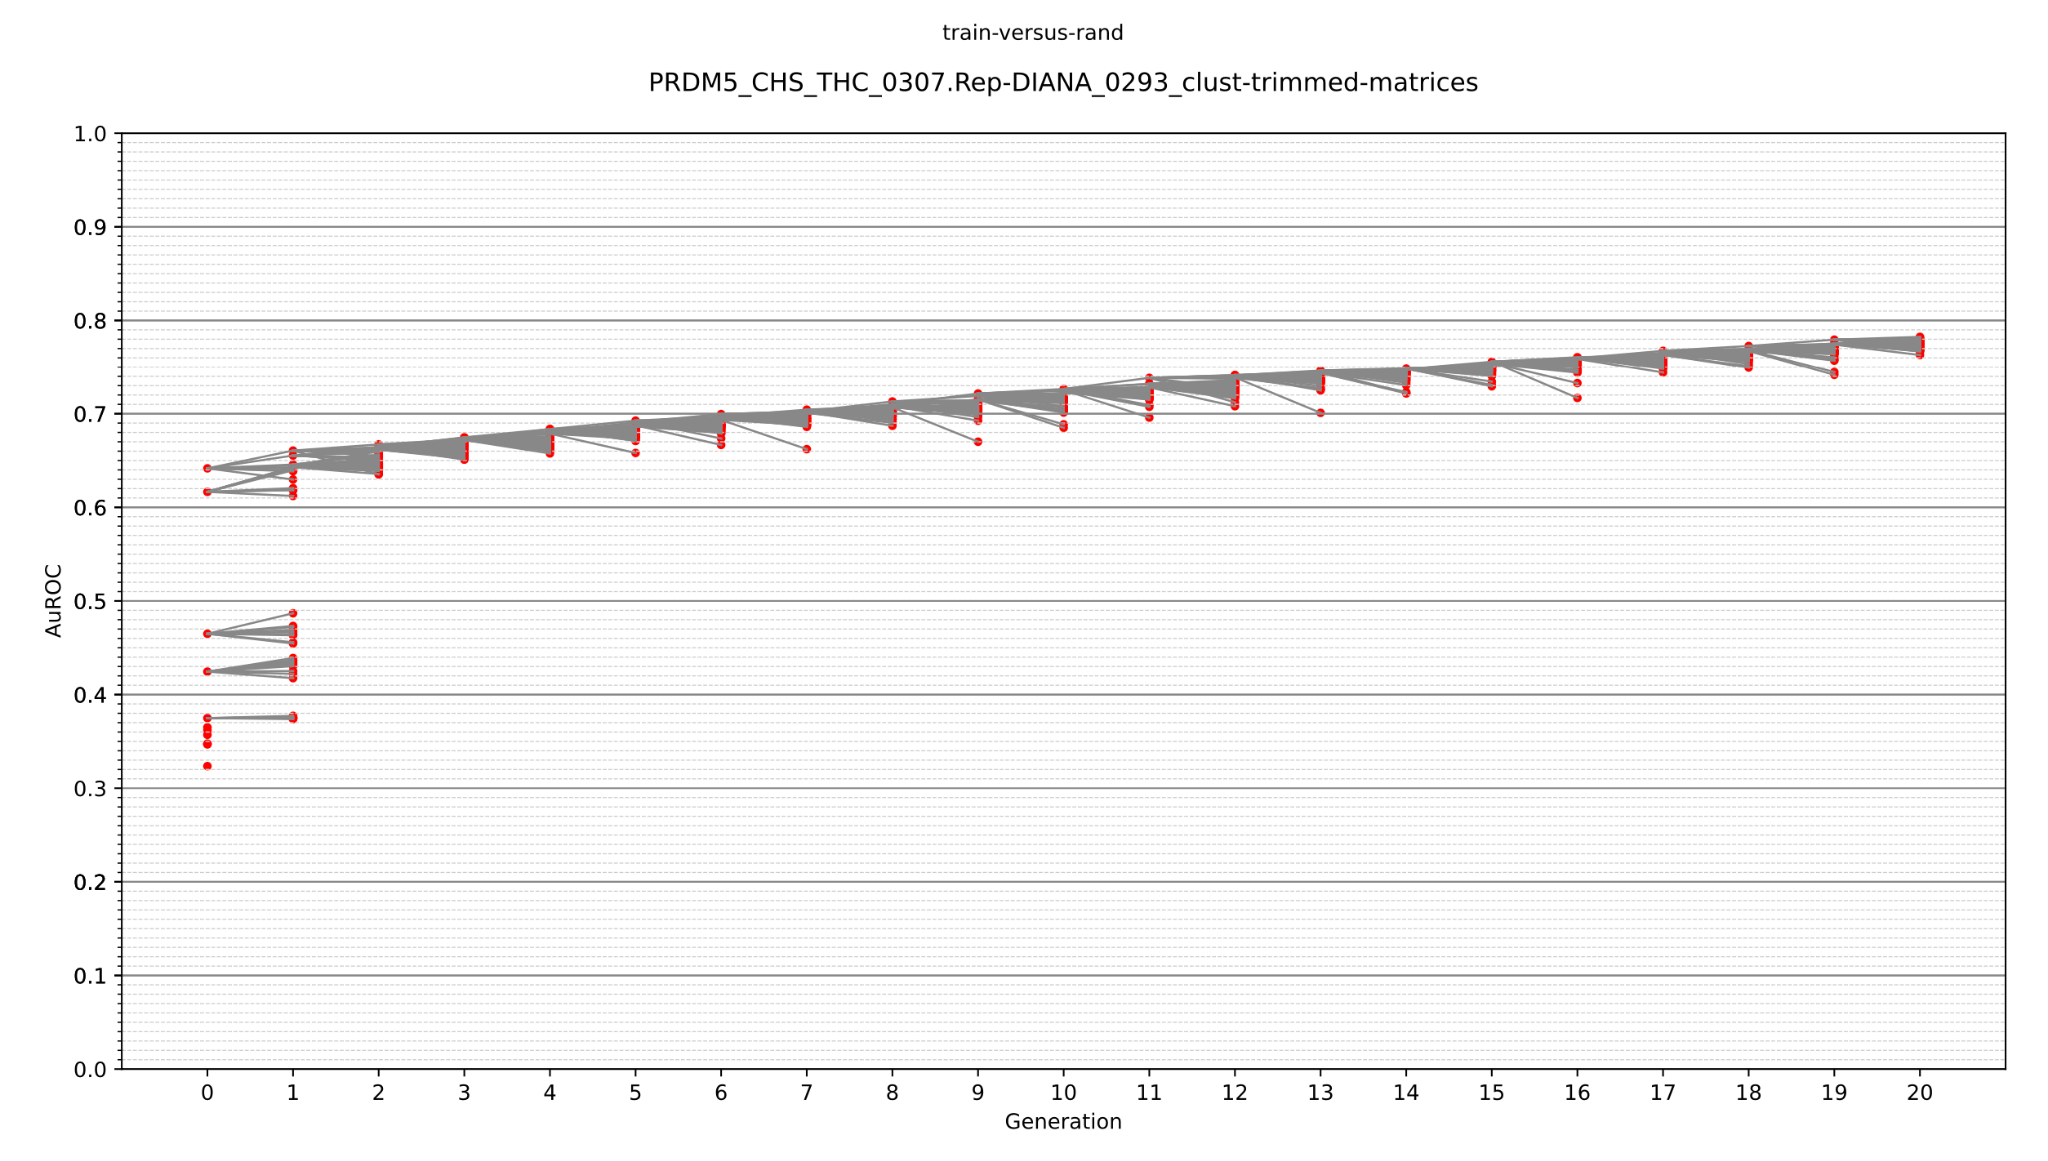 train-versus-rand
PRDM5_CHS_THC_0307.Rep-DIANA_0293_clust-trimmed-matrices
1.0
0.9
0.8
0.7
0.6
0.5
0.4
0.3
0.2
0.1
0.0
AuROC
0 1 2 3 4 5 6 7 8 9 10 11 12 13 14 15 16 17 18 19 20
Generation